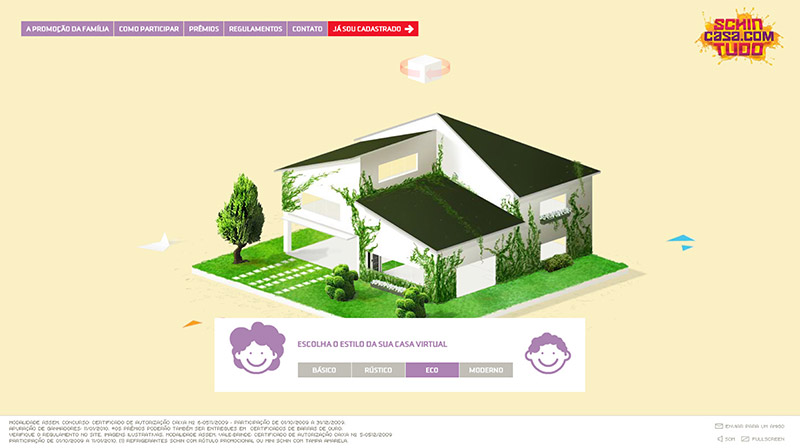 A PROMOÇÃO DA FAMÍLIA
COMO PARTICIPAR
PRÊMIOS
REGULAMENTOS
CONTATO
JÁ SOU CADASTRADO
SCHIN
CASA.COM
TUDO
ESCOLHA O ESTILO DA SUA CASA VIRTUAL
BÁSICO
RÚSTICO
ECO
MODERNO
MODALIDADE ASSEM. CONCURSO: CERTIFICADO DE AUTORIZAÇÃO CAIXA Nº 6-0511/2009 - PARTICIPAÇÃO DE 01/10/2009 A 31/12/2009.
APURAÇÃO DE GANHADORES: 11/01/2010. *OS PRÊMIOS PODERÃO TAMBÉM SER ENTREGUES EM CERTIFICADOS DE BARRAS DE OURO.
VERIFIQUE O REGULAMENTO NO SITE. IMAGENS ILUSTRATIVAS. MODALIDADE ASSEM. VALE-BRINDE: CERTIFICADO DE AUTORIZAÇÃO CAIXA Nº 5-0512/2009
PARTICIPAÇÃO: 01/10/2009 A 11/01/2010. (3) REFRIGERANTES SCHIN COM RÓTULO PROMOCIONAL OU MINI SCHIN COM TAMPA AMARELA.
ENVIAR PARA UM AMIGO
SOM
FULLSCREEN